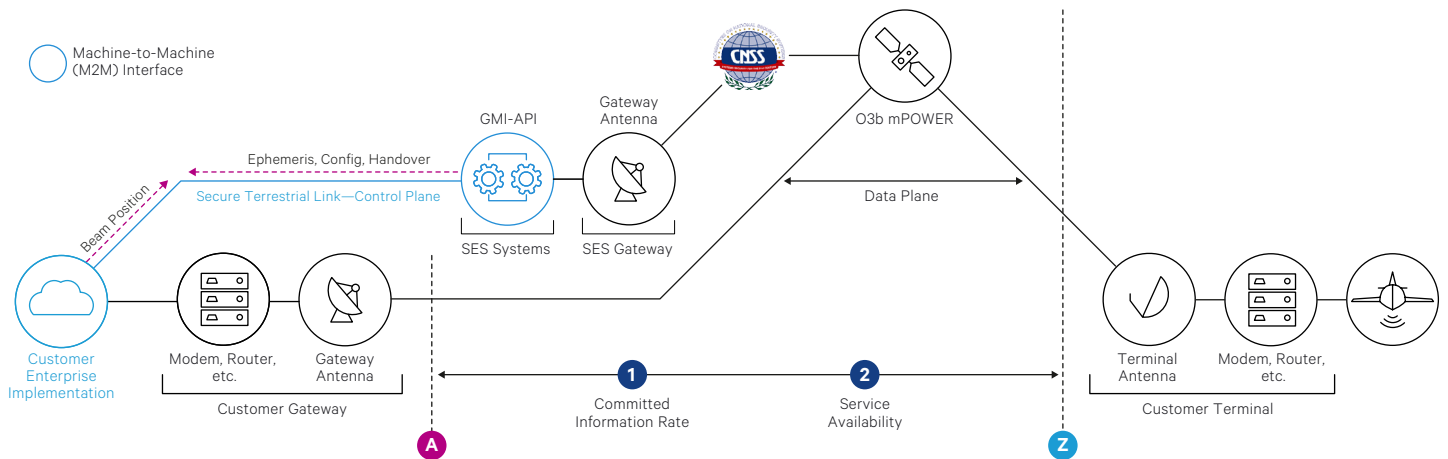 Machine-to-Machine
(M2M) Interface
CNSS
Gateway
Antenna
GMI-API
O3b mPOWER
Ephemeris, Config, Handover
Beam Position
Secure Terrestrial Link—Control Plane
Data Plane
SES Systems
SES Gateway
Customer
Enterprise
Implementation
Modem, Router,
etc.
Gateway
Antenna
Customer Gateway
1
Committed
Information Rate
2
Service
Availability
Terminal
Antenna
Modem, Router,
etc.
Customer Terminal
A
Z